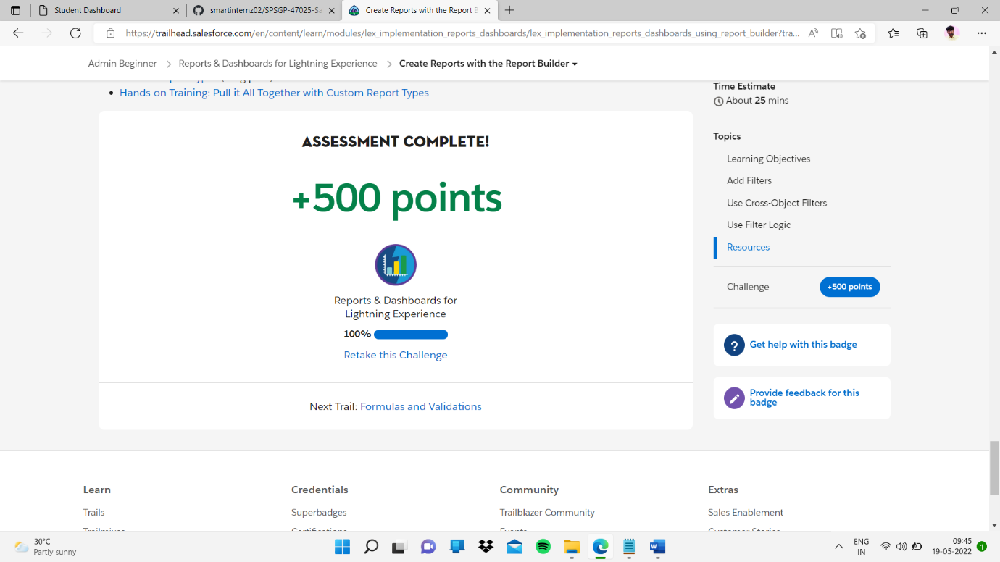 Student Dashboard
smartinternz02/SPSGP-47025-Sa
Create Reports with the Report B
https://trailhead.salesforce.com/en/content/learn/modules/lex_implementation_reports_dashboards/lex_implementation_reports_dashboards_using_report_builder?tra...
Admin Beginner > Reports & Dashboards for Lightning Experience > Create Reports with the Report Builder
• Hands-on Training: Pull it All Together with Custom Report Types
ASSESSMENT COMPLETE!
+500 points
Reports & Dashboards for
Lightning Experience
100%
Retake this Challenge
Next Trail: Formulas and Validations
Time Estimate
About 25 mins
Topics
Learning Objectives
Add Filters
Use Cross-Object Filters
Use Filter Logic
Resources
Challenge
+500 points
? Get help with this badge
Provide feedback for this
badge
Learn
Trails
Credentials
Superbadges
Community
Trailblazer Community
Extras
Sales Enablement
30°C
Partly sunny
ENG
IN
09:45
19-05-2022
1